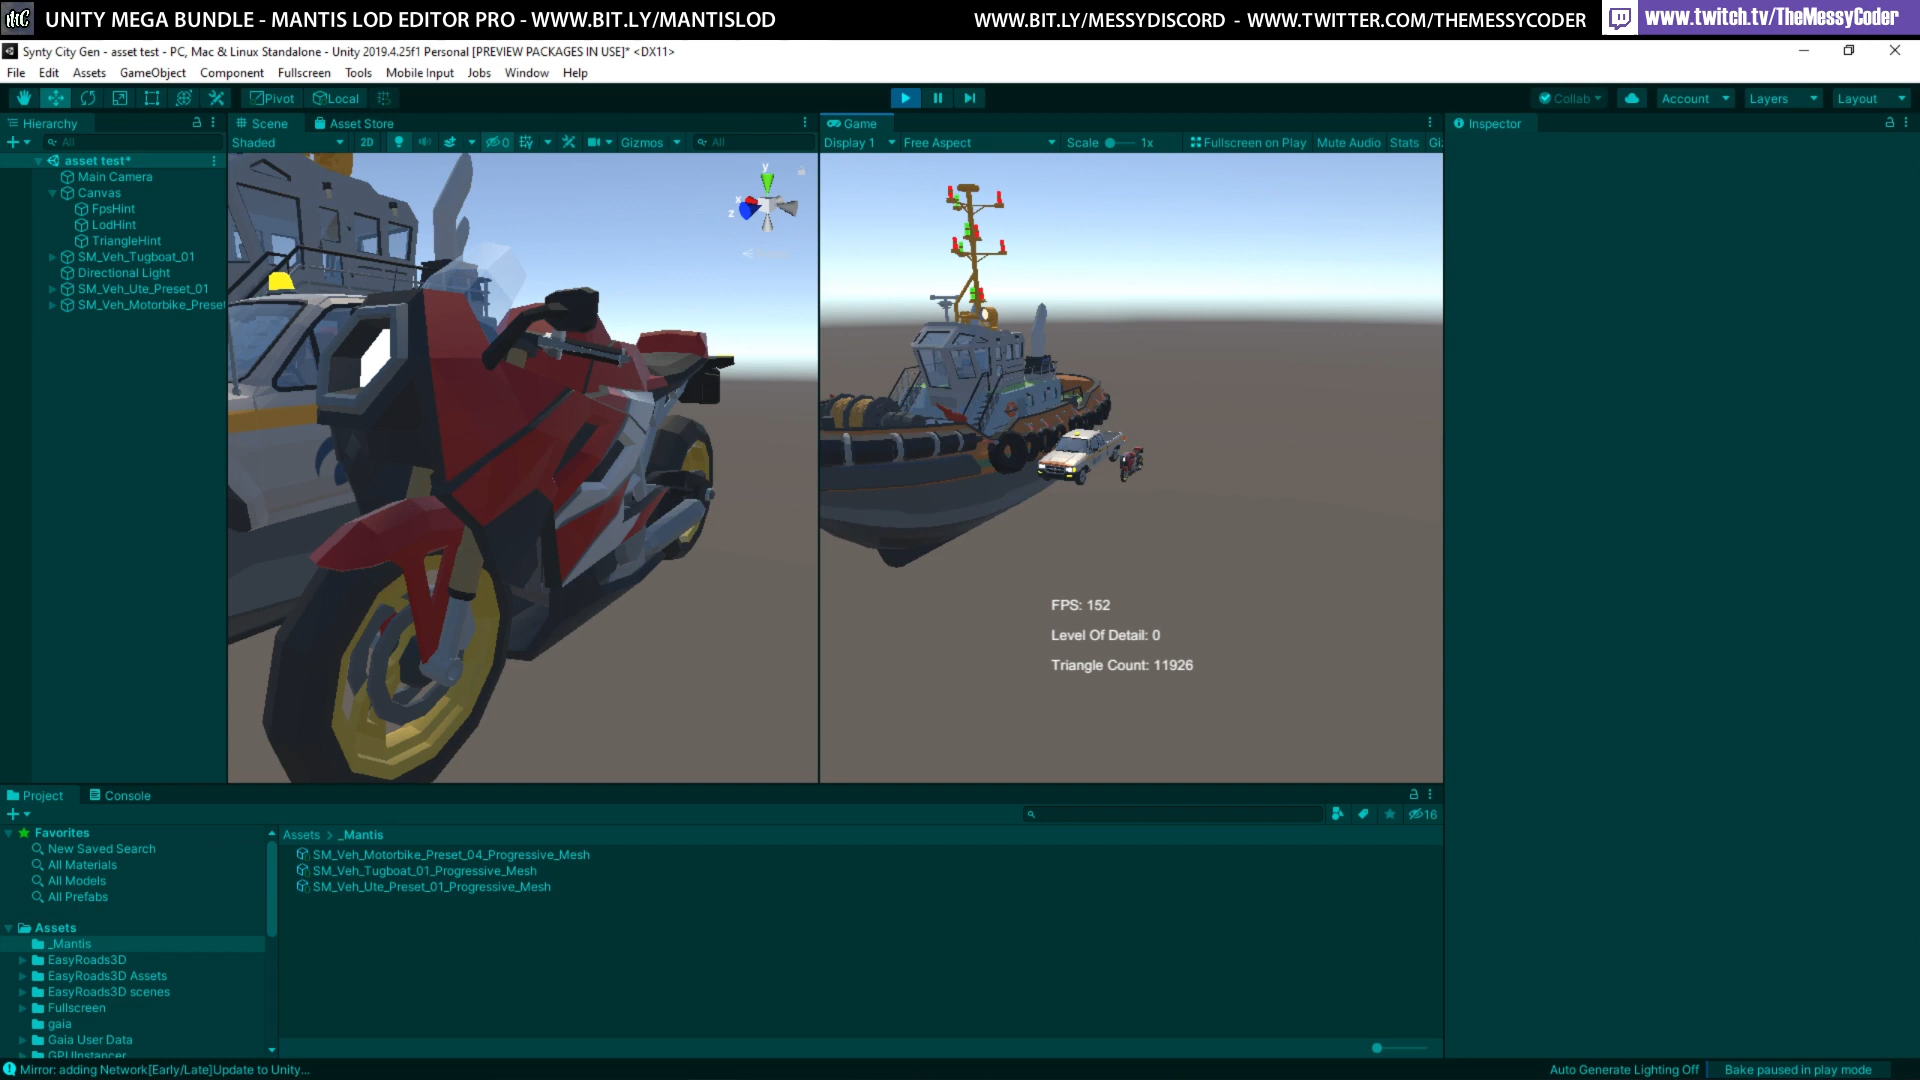 UNITY MEGA BUNDLE - MANTIS LOD EDITOR PRO - WWW.BIT.LY/MANTISLOD
WWW.BIT.LY/MESSYDISCORD - WWW.TWITTER.COM/THEMESSYCODER
www.twitch.tv/TheMessyCoder
Synty City Gen - asset test - PC, Mac & Linux Standalone - Unity 2019.4.25f1 Personal [PREVIEW PACKAGES IN USE]* <DX11>
File Edit Assets GameObject Component Fullscreen Tools Mobile Input Jobs Window Help
Pivot Local
Collab Account Layers Layout
Hierarchy
All
asset test*
Main Camera
Canvas
FpsHint
LodHint
TriangleHint
SM_Veh_Tugboat_01
Directional Light
SM_Veh_Ute_Preset_01
SM_Veh_Motorbike_Preset
Scene Asset Store
Shaded 2D 0 Gizmos All
y
x
z
Game
Display 1 Free Aspect Scale 1x Fullscreen on Play Mute Audio Stats Gi
FPS: 152
Level Of Detail: 0
Triangle Count: 11926
Inspector
Project Console
16
Favorites
New Saved Search
All Materials
All Models
All Prefabs
Assets
_Mantis
EasyRoads3D
EasyRoads3D Assets
EasyRoads3D scenes
Fullscreen
gaia
Gaia User Data
GPUInstancer
Assets > _Mantis
SM_Veh_Motorbike_Preset_04_Progressive_Mesh
SM_Veh_Tugboat_01_Progressive_Mesh
SM_Veh_Ute_Preset_01_Progressive_Mesh
Mirror: adding Network[Early/Late]Update to Unity...
Auto Generate Lighting Off
Bake paused in play mode